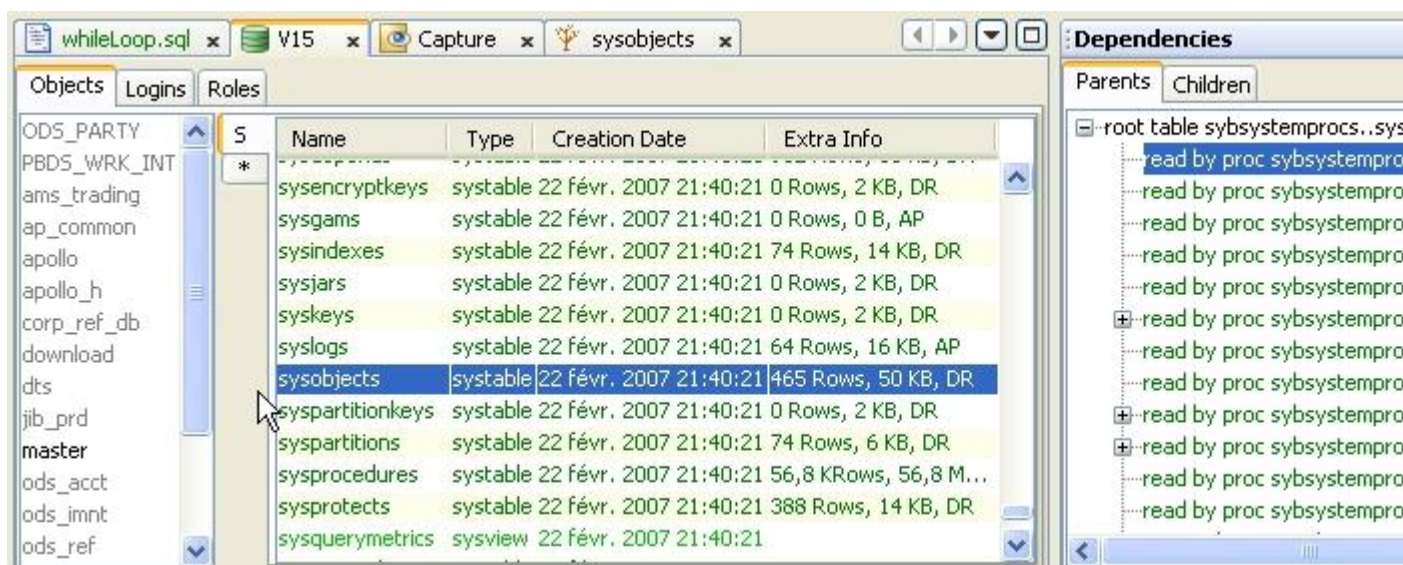 whileLoop.sql V15 Capture sysobjects
Objects Logins Roles
ODS_PARTY
PBDS_WRK_INT
ams_trading
ap_common
apollo
apollo_h
corp_ref_db
download
dts
jib_prd
master
ods_acct
ods_imnt
ods_ref
S
*
Name Type Creation Date Extra Info
sysencryptkeys systable 22 févr. 2007 21:40:21 0 Rows, 2 KB, DR
sysgams systable 22 févr. 2007 21:40:21 0 Rows, 0 B, AP
sysindexes systable 22 févr. 2007 21:40:21 74 Rows, 14 KB, DR
sysjars systable 22 févr. 2007 21:40:21 0 Rows, 2 KB, DR
syskeys systable 22 févr. 2007 21:40:21 0 Rows, 2 KB, DR
syslogs systable 22 févr. 2007 21:40:21 64 Rows, 16 KB, AP
sysobjects systable 22 févr. 2007 21:40:21 465 Rows, 50 KB, DR
syspartitionkeys systable 22 févr. 2007 21:40:21 0 Rows, 2 KB, DR
syspartitions systable 22 févr. 2007 21:40:21 74 Rows, 6 KB, DR
sysprocedures systable 22 févr. 2007 21:40:21 56,8 KRows, 56,8 M...
sysprotects systable 22 févr. 2007 21:40:21 388 Rows, 14 KB, DR
sysquerymetrics sysview 22 févr. 2007 21:40:21
Dependencies
Parents Children
root table sybsystemprocs..sys
read by proc sybsystempro
read by proc sybsystempro
read by proc sybsystempro
read by proc sybsystempro
read by proc sybsystempro
read by proc sybsystempro
read by proc sybsystempro
read by proc sybsystempro
read by proc sybsystempro
read by proc sybsystempro
read by proc sybsystempro
read by proc sybsystempro